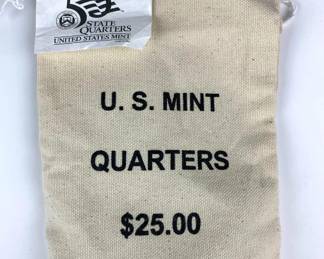 50
STATE
QUARTERS
UNITED STATES MINT
U. S. MINT
QUARTERS
$25.00